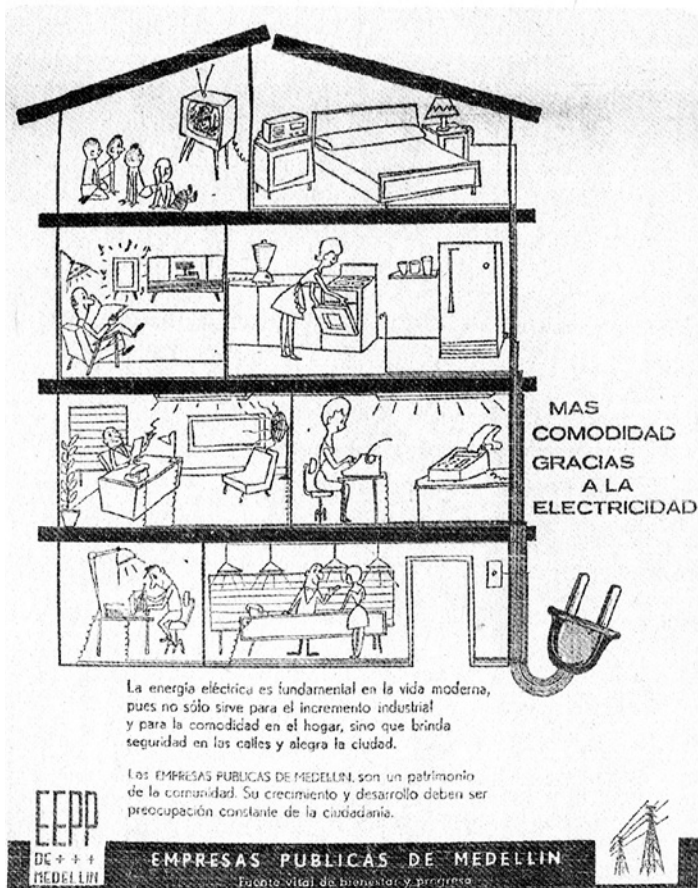 MAS
COMODIDAD
GRACIAS
A LA
ELECTRICIDAD
La energía eléctrica es fundamental en la vida moderna,
pues no sólo sirve para el incremento industrial
y para la comodidad en el hogar, sino que brinda
seguridad en las calles y alegra la ciudad.
Las EMPRESAS PUBLICAS DE MEDELLIN, son un patrimonio
de la comunidad. Su crecimiento y desarrollo deben ser
preocupación constante de la ciudadanía.
EEPP
DE +++
MEDELLIN
EMPRESAS PUBLICAS DE MEDELLIN
Fuente vital de bienestar y progreso